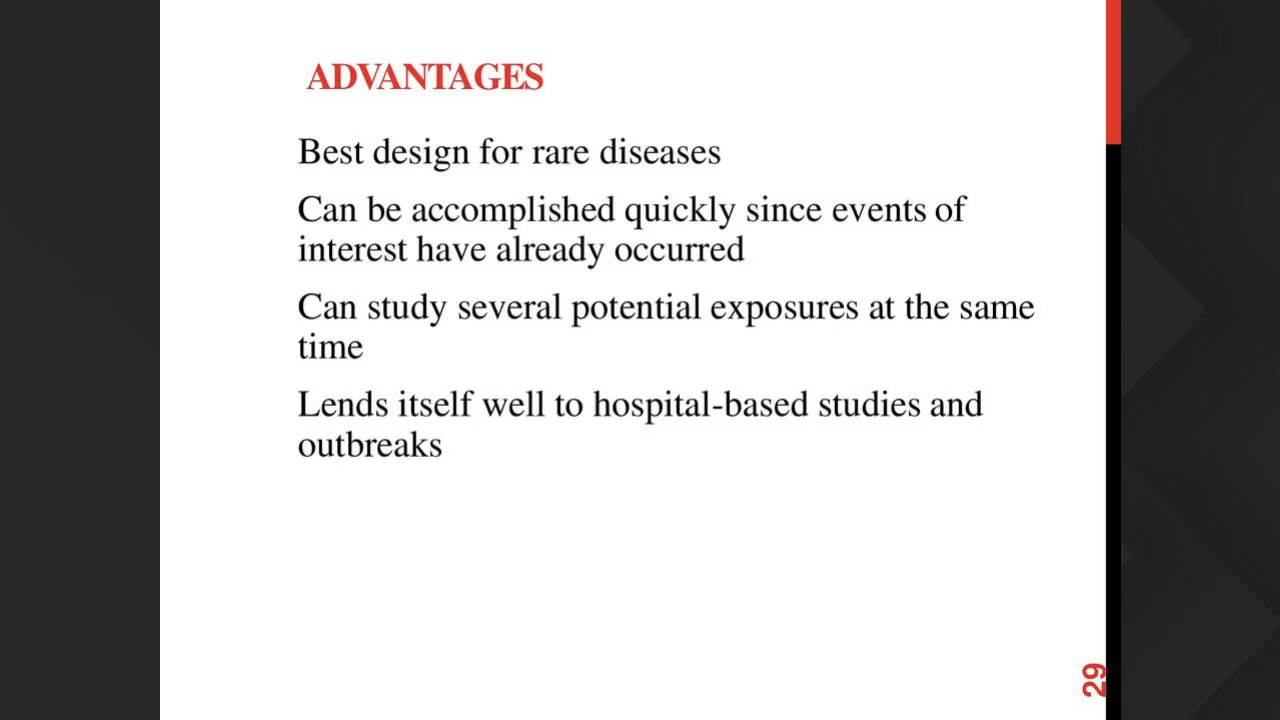 ADVANTAGES
Best design for rare diseases
Can be accomplished quickly since events of
interest have already occurred
Can study several potential exposures at the same
time
Lends itself well to hospital-based studies and
outbreaks
29